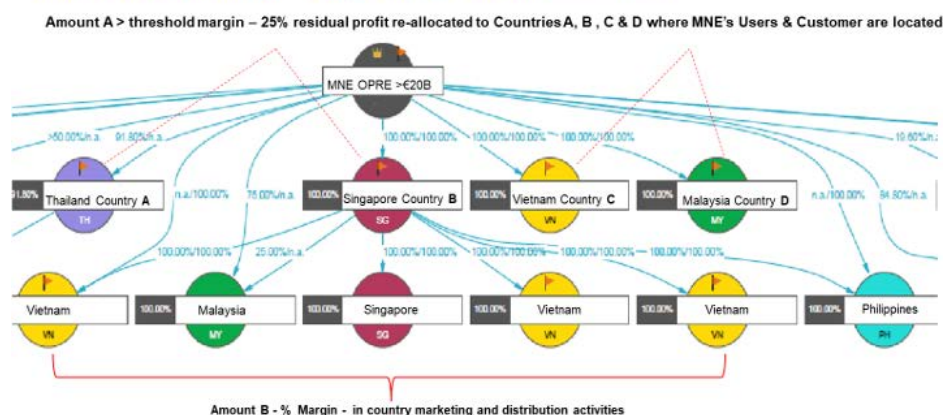 Amount A > threshold margin – 25% residual profit re-allocated to Countries A, B , C & D where MNE's Users & Customer are located
MNE OPRE >€20B
>50.00%/n.a.
91.80%/n.a.
100.00%/100.00%
100.00%/100.00%
100.00%/100.00%
19.60%/n.a.
91.80%
Thailand Country A
TH
n.a./100.00%
75.00%/n.a.
100.00%
Singapore Country B
SG
100.00%
Vietnam Country C
VN
100.00%
Malaysia Country D
MY
n.a./100.00%
100.00%/100.00%
25.00%/n.a.
100.00%/100.00%
100.00%/100.00%
100.00%/100.00%
Vietnam
VN
100.00%
Malaysia
MY
100.00%
Singapore
SG
100.00%
Vietnam
VN
100.00%
Vietnam
VN
100.00%
Philippines
PH
Amount B - % Margin - in country marketing and distribution activities